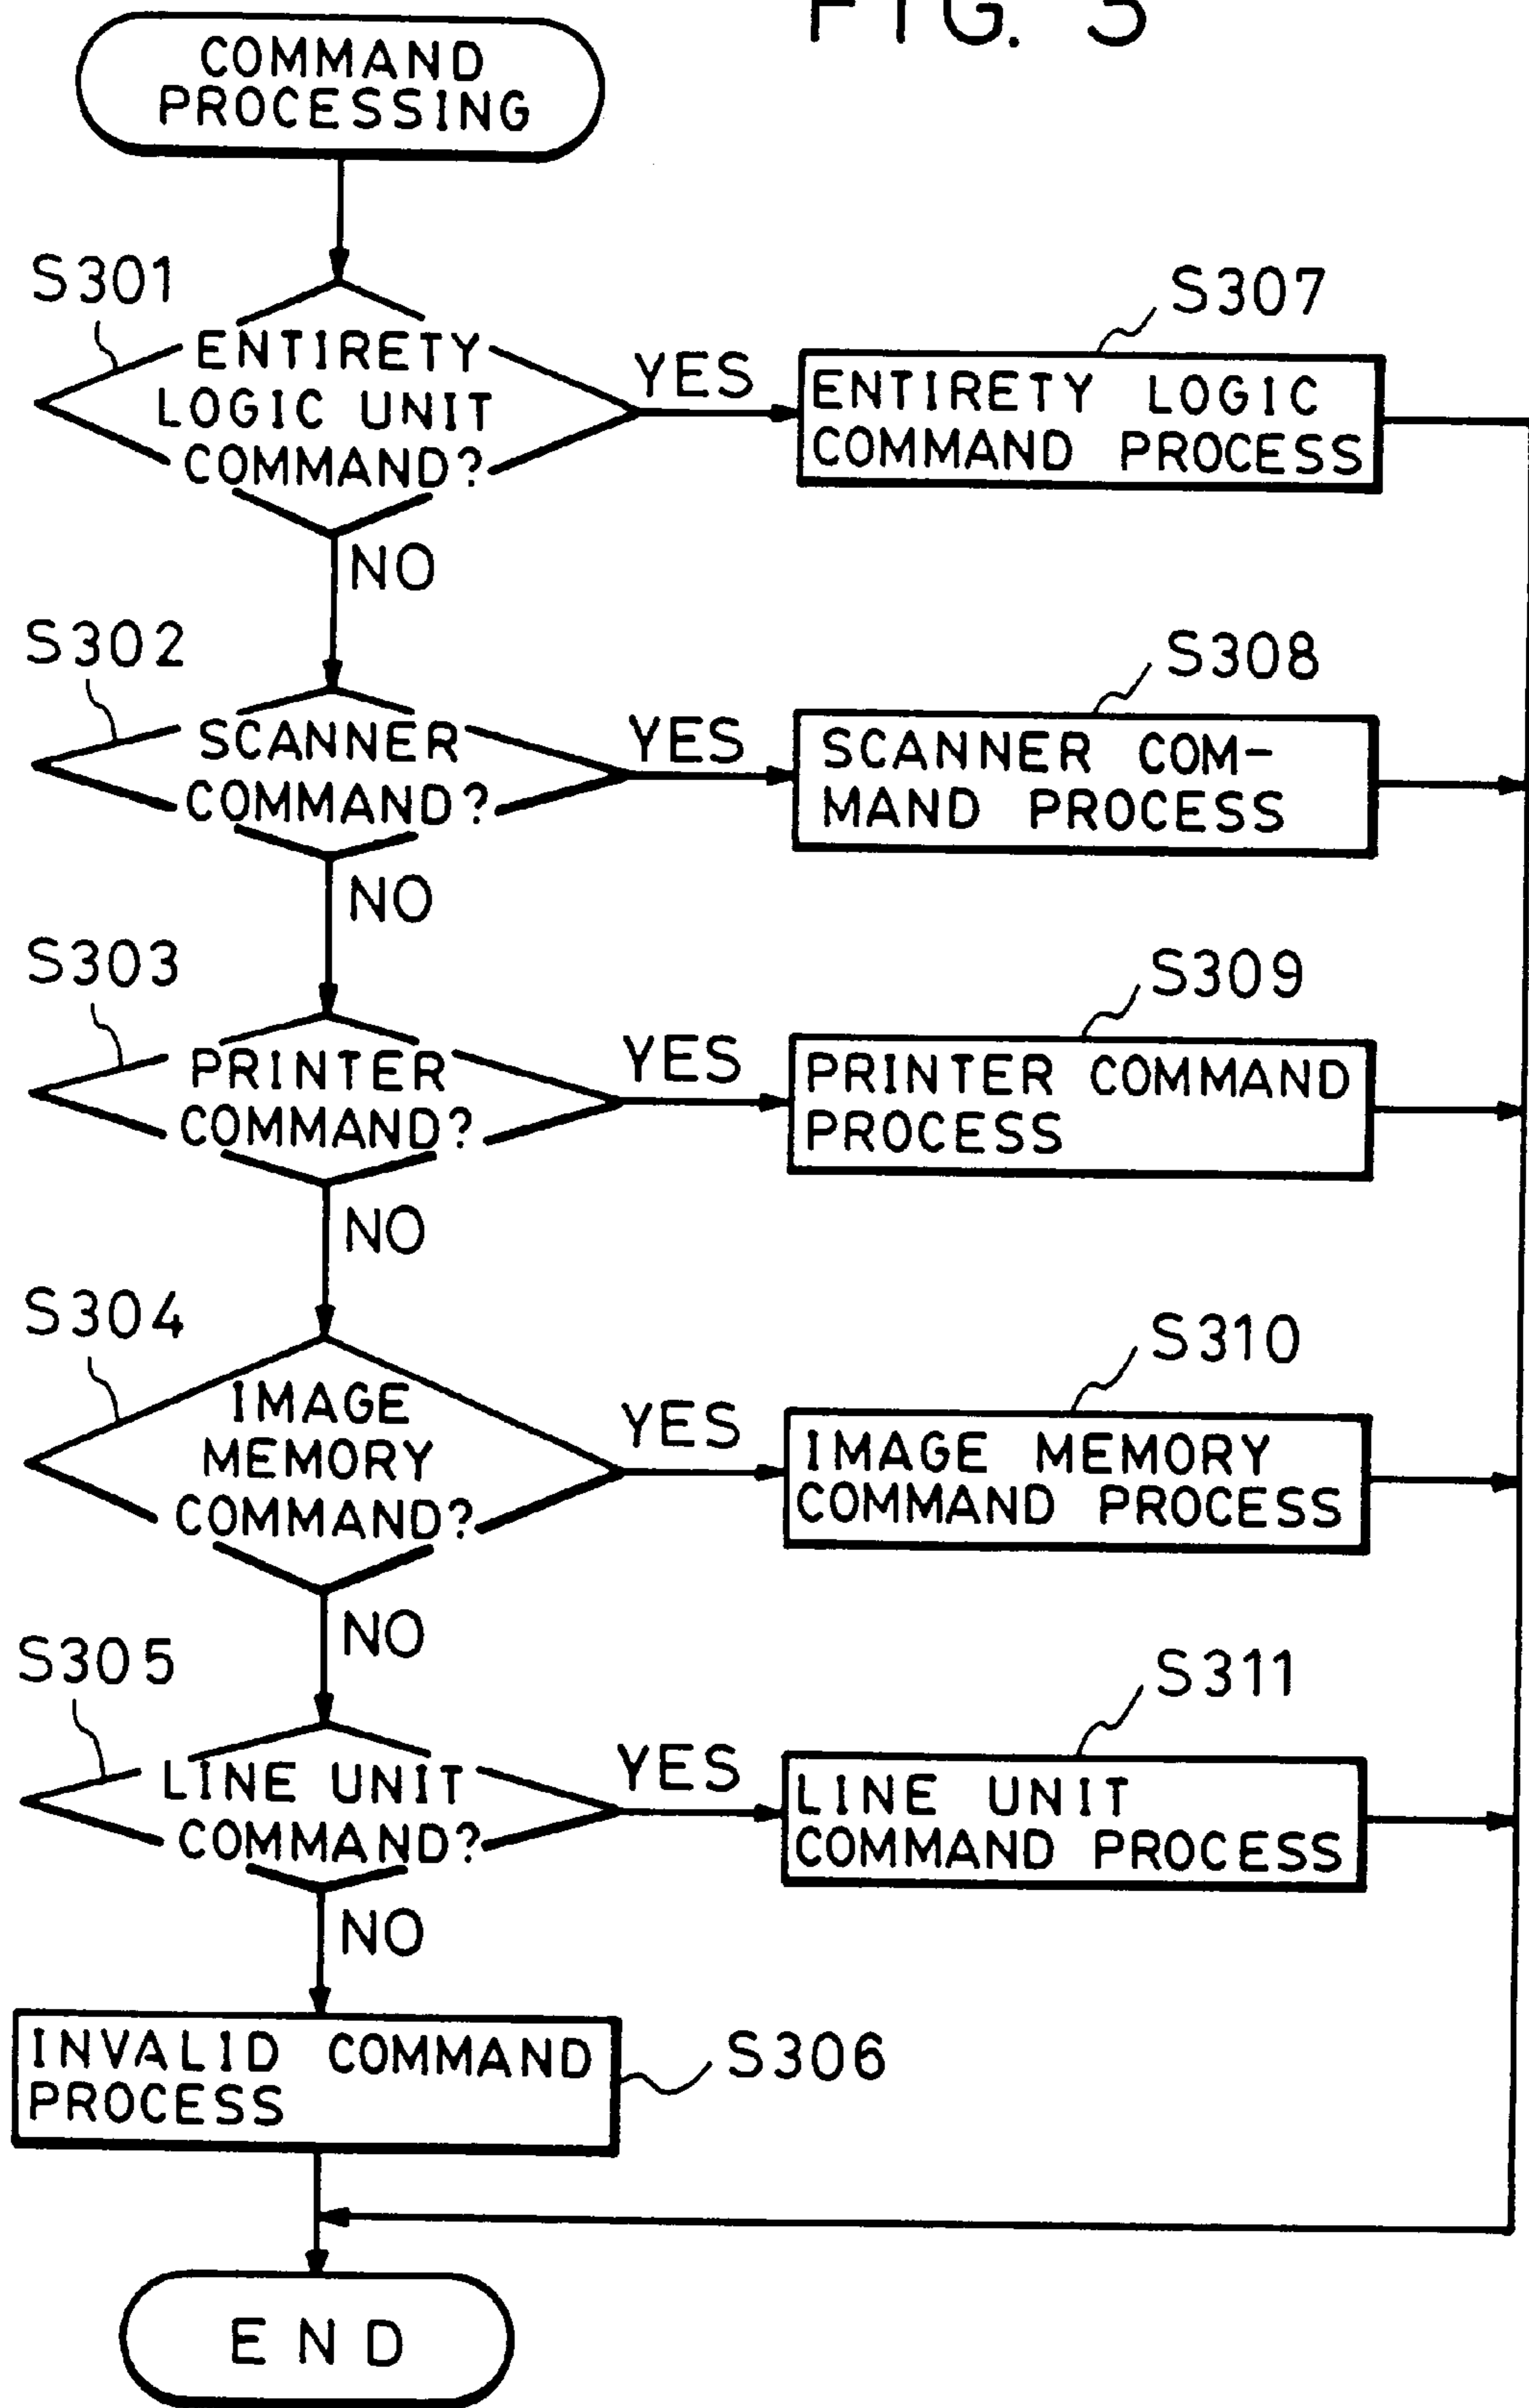 FIG. 3
COMMAND
PROCESSING
S301
ENTIRETY
LOGIC UNIT
COMMAND?
YES
S307
ENTIRETY LOGIC
COMMAND PROCESS
NO
S302
SCANNER
COMMAND?
YES
S308
SCANNER COM-
MAND PROCESS
NO
S303
PRINTER
COMMAND?
YES
S309
PRINTER COMMAND
PROCESS
NO
S304
IMAGE
MEMORY
COMMAND?
YES
S310
IMAGE MEMORY
COMMAND PROCESS
NO
S305
LINE UNIT
COMMAND?
YES
S311
LINE UNIT
COMMAND PROCESS
NO
INVALID COMMAND
PROCESS
S306
END